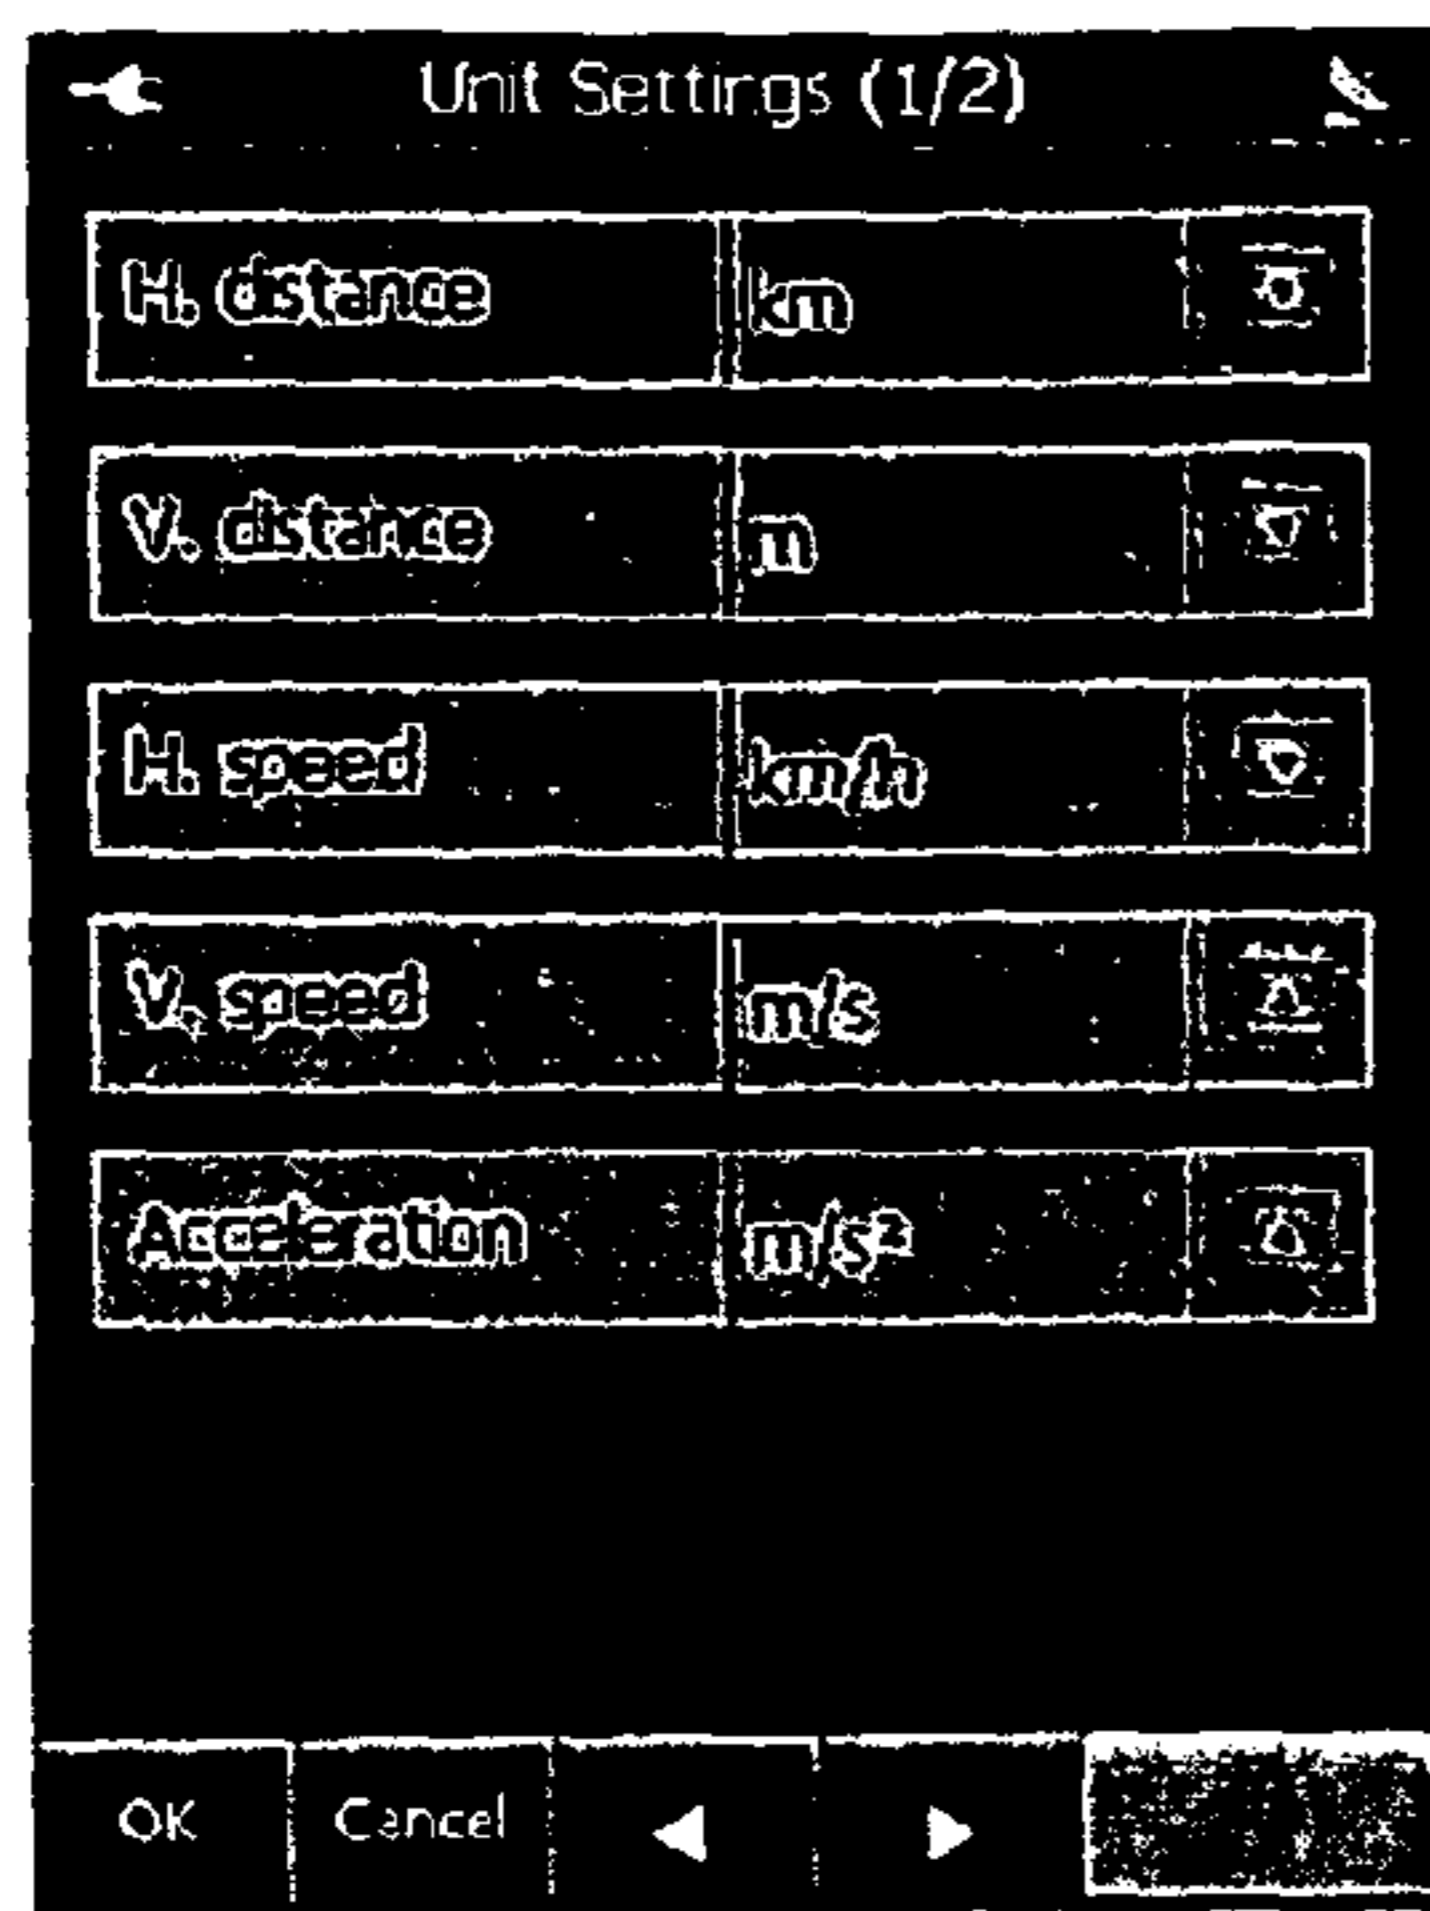 Unit Settings (1/2)
H. distance km
V. distance m
H. speed km/h
V. speed m/s
Acceleration m/s²
OK Cancel